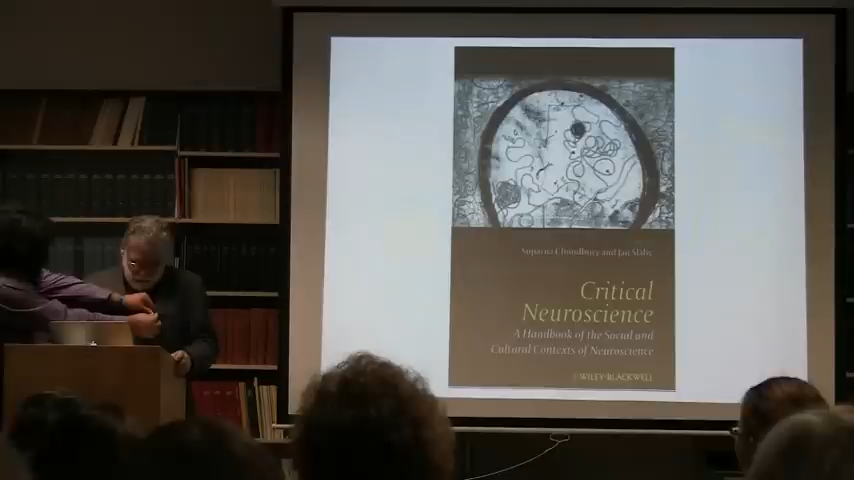 Suparna Choudhury and Jan Slaby
Critical
Neuroscience
A Handbook of the Social and
Cultural Contexts of Neuroscience
WILEY-BLACKWELL